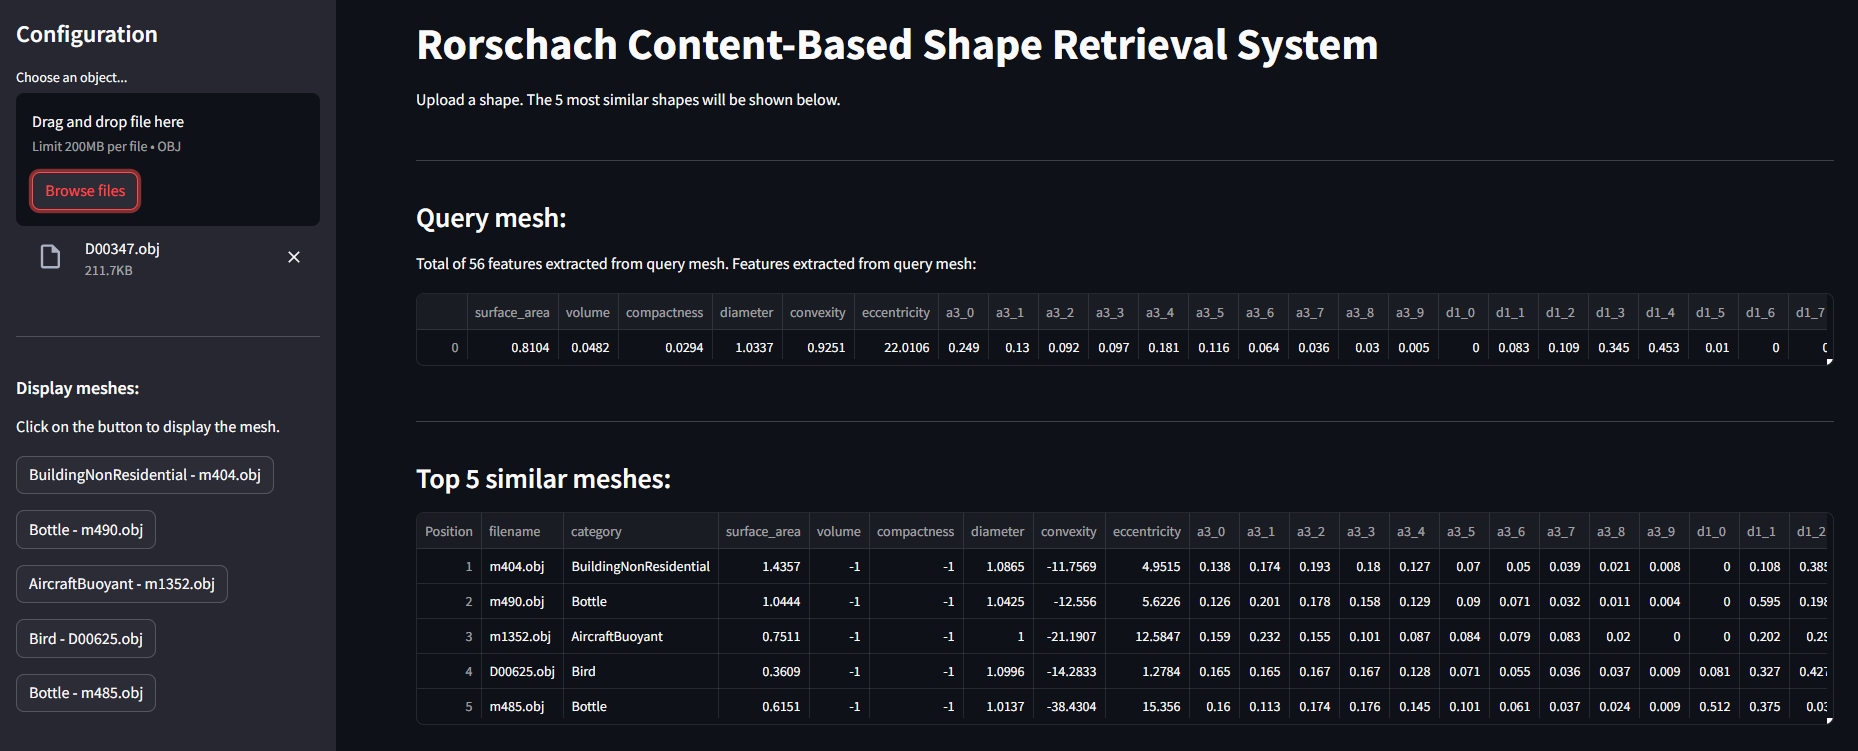 Configuration
Choose an object...
Drag and drop file here
Limit 200MB per file • OBJ
Browse files
D00347.obj
211.7KB
Display meshes:
Click on the button to display the mesh.
BuildingNonResidential - m404.obj
Bottle - m490.obj
AircraftBuoyant - m1352.obj
Bird - D00625.obj
Bottle - m485.obj
Rorschach Content-Based Shape Retrieval System
Upload a shape. The 5 most similar shapes will be shown below.
Query mesh:
Total of 56 features extracted from query mesh. Features extracted from query mesh:
surface_area volume compactness diameter convexity eccentricity a3_0 a3_1 a3_2 a3_3 a3_4 a3_5 a3_6 a3_7 a3_8 a3_9 d1_0 d1_1 d1_2 d1_3 d1_4 d1_5 d1_6 d1_7
0 0.8104 0.0482 0.0294 1.0337 0.9251 22.0106 0.249 0.13 0.092 0.097 0.181 0.116 0.064 0.036 0.03 0.005 0 0.083 0.109 0.345 0.453 0.01 0
Top 5 similar meshes:
Position filename category surface_area volume compactness diameter convexity eccentricity a3_0 a3_1 a3_2 a3_3 a3_4 a3_5 a3_6 a3_7 a3_8 a3_9 d1_0 d1_1 d1_2
1 m404.obj BuildingNonResidential 1.4357 -1 -1 1.0865 -11.7569 4.9515 0.138 0.174 0.193 0.18 0.127 0.07 0.05 0.039 0.021 0.008 0 0.108 0.385
2 m490.obj Bottle 1.0444 -1 -1 1.0425 -12.556 5.6226 0.126 0.201 0.178 0.158 0.129 0.09 0.071 0.032 0.011 0.004 0 0.595 0.198
3 m1352.obj AircraftBuoyant 0.7511 -1 -1 1 -21.1907 12.5847 0.159 0.232 0.155 0.101 0.087 0.084 0.079 0.083 0.02 0 0 0.202 0.29
4 D00625.obj Bird 0.3609 -1 -1 1.0996 -14.2833 1.2784 0.165 0.165 0.167 0.167 0.128 0.071 0.055 0.036 0.037 0.009 0.081 0.327 0.427
5 m485.obj Bottle 0.6151 -1 -1 1.0137 -38.4304 15.356 0.16 0.113 0.174 0.176 0.145 0.101 0.061 0.037 0.024 0.009 0.512 0.375 0.03